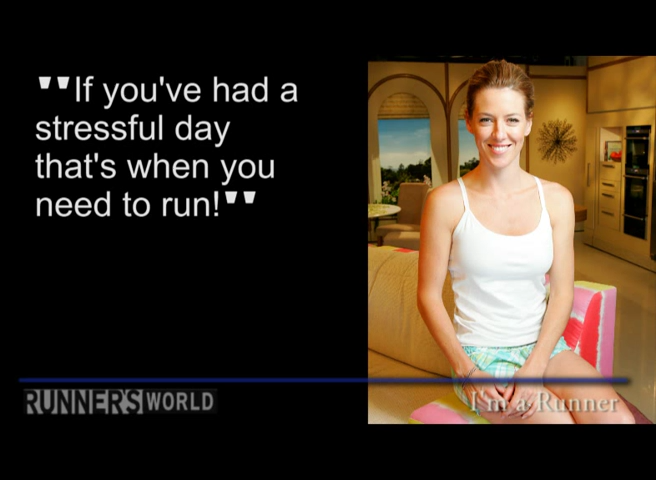 "If you've had a
stressful day
that's when you
need to run!"
RUNNER'S WORLD
I'm a Runner